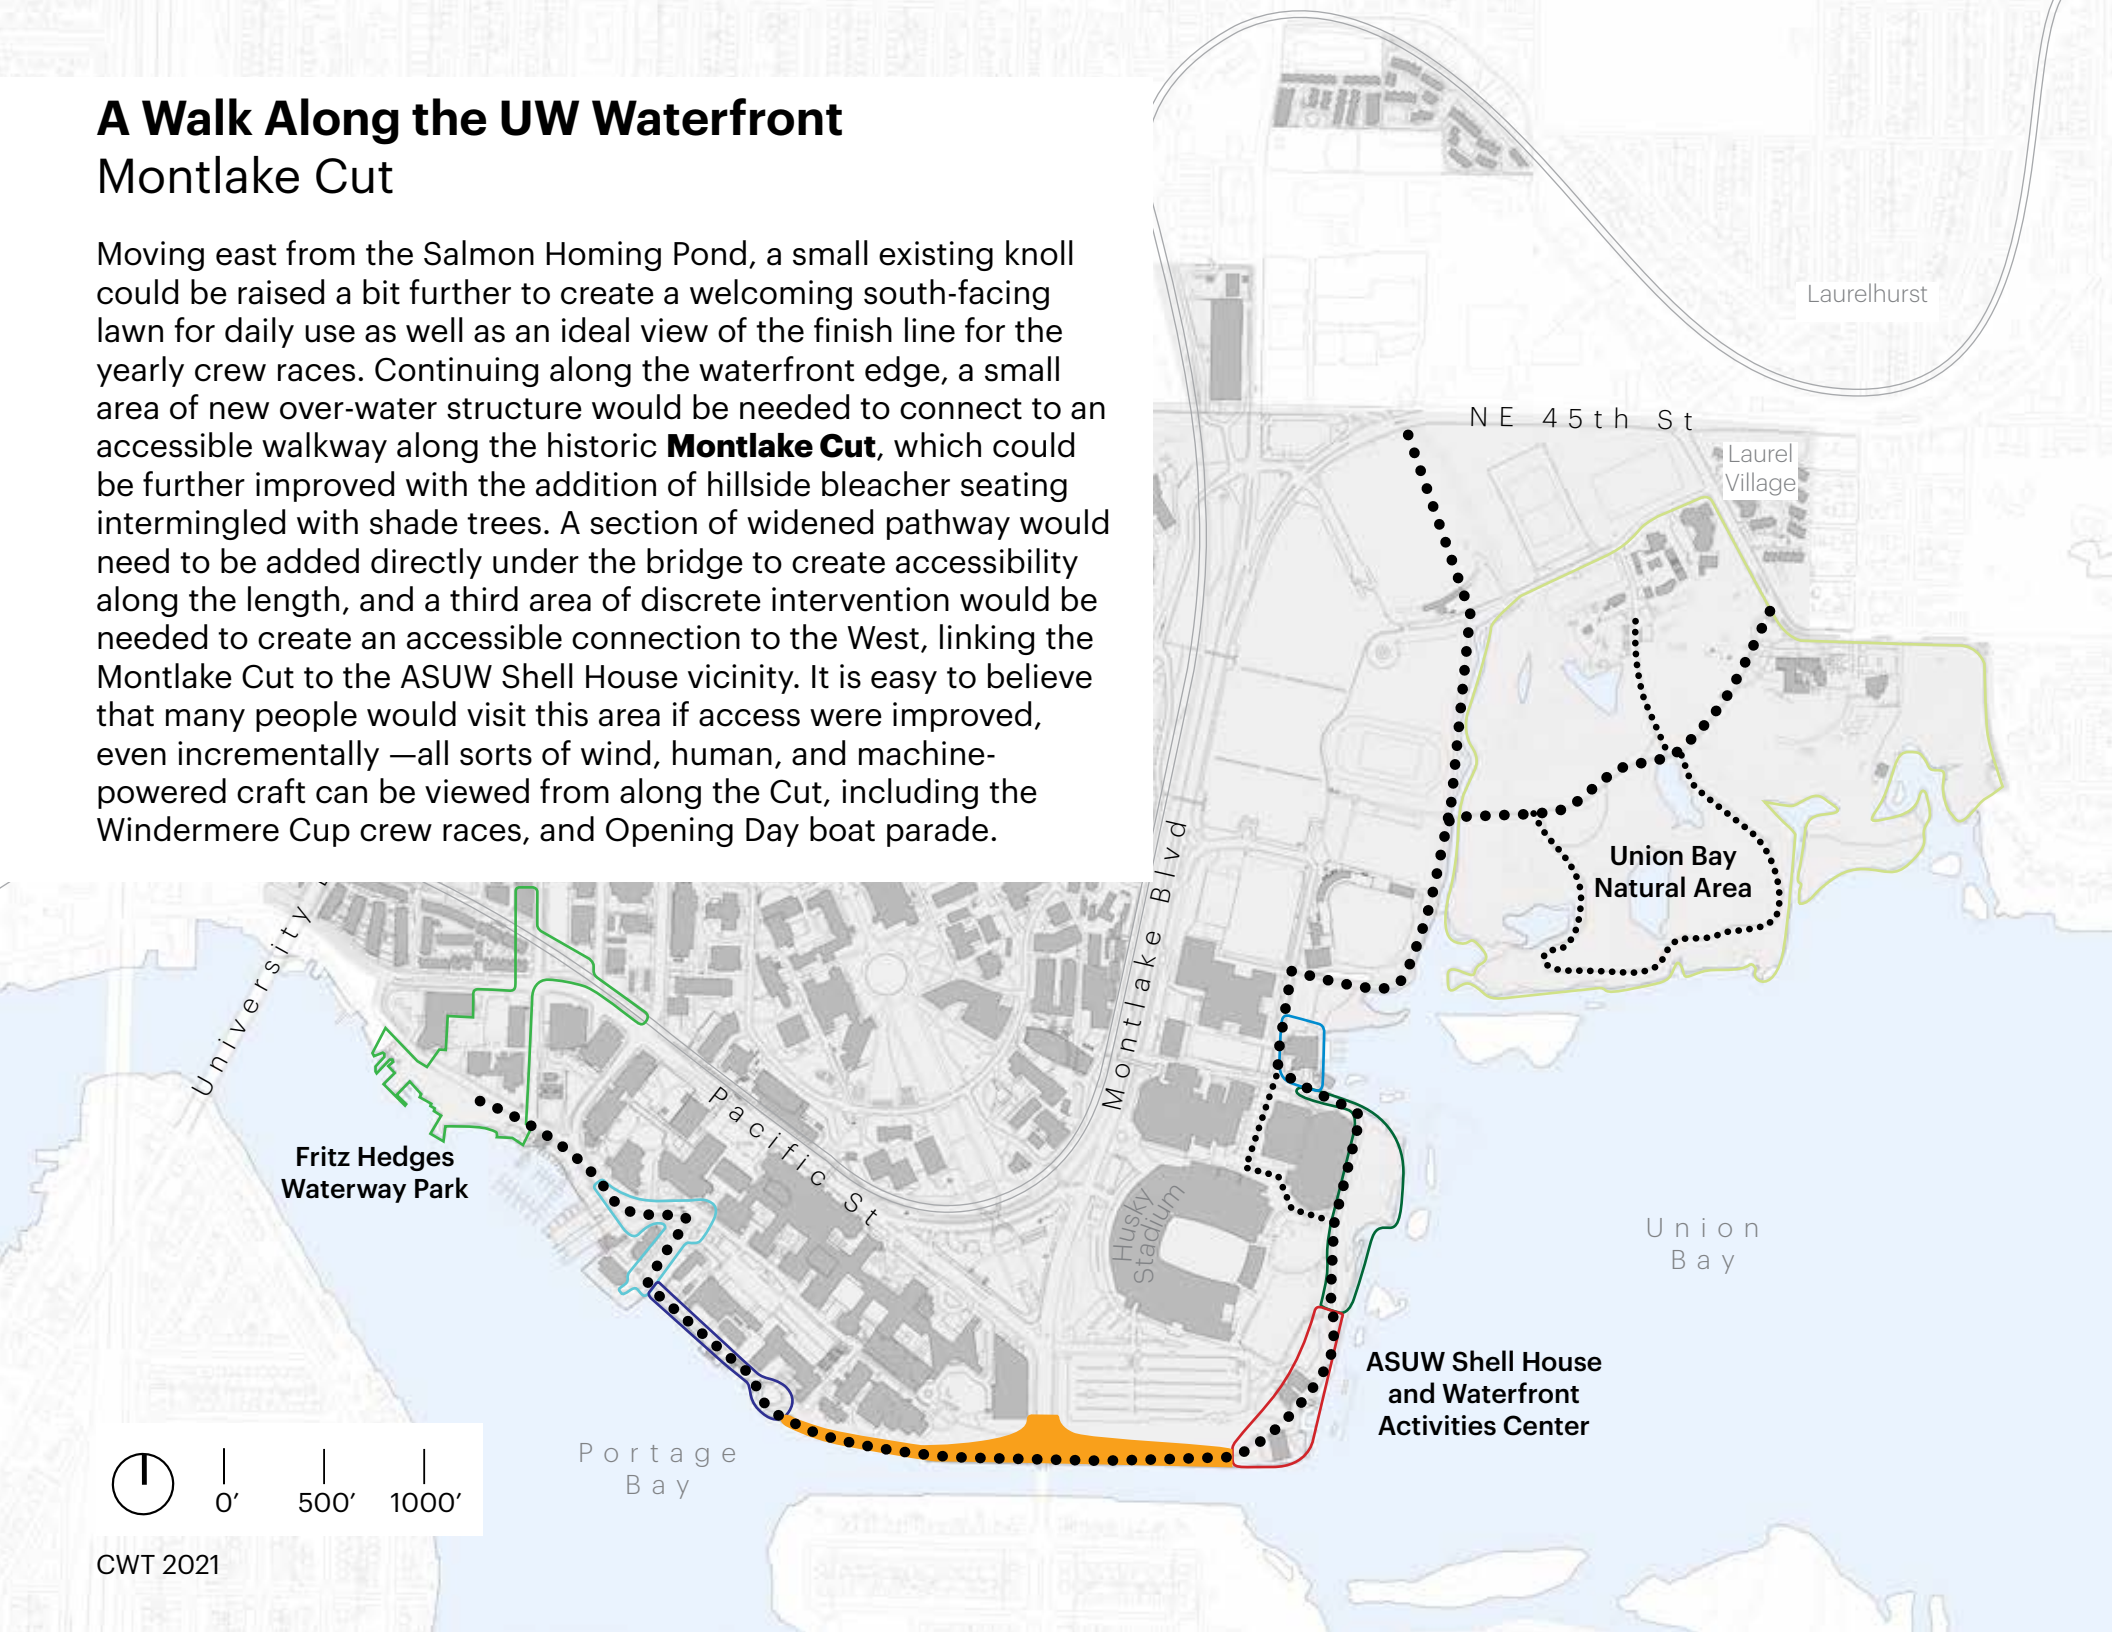 A Walk Along the UW Waterfront
Montlake Cut
Moving east from the Salmon Homing Pond, a small existing knoll
could be raised a bit further to create a welcoming south-facing
lawn for daily use as well as an ideal view of the finish line for the
yearly crew races. Continuing along the waterfront edge, a small
area of new over-water structure would be needed to connect to an
accessible walkway along the historic Montlake Cut, which could
be further improved with the addition of hillside bleacher seating
intermingled with shade trees. A section of widened pathway would
need to be added directly under the bridge to create accessibility
along the length, and a third area of discrete intervention would be
needed to create an accessible connection to the West, linking the
Montlake Cut to the ASUW Shell House vicinity. It is easy to believe
that many people would visit this area if access were improved,
even incrementally —all sorts of wind, human, and machine-
powered craft can be viewed from along the Cut, including the
Windermere Cup crew races, and Opening Day boat parade.
Laurelhurst
NE 45th St
Laurel
Village
Union Bay
Natural Area
Montlake Blvd
University
Pacific St
Fritz Hedges
Waterway Park
Husky
Stadium
Union
Bay
ASUW Shell House
and Waterfront
Activities Center
Portage
Bay
0' 500' 1000'
CWT 2021